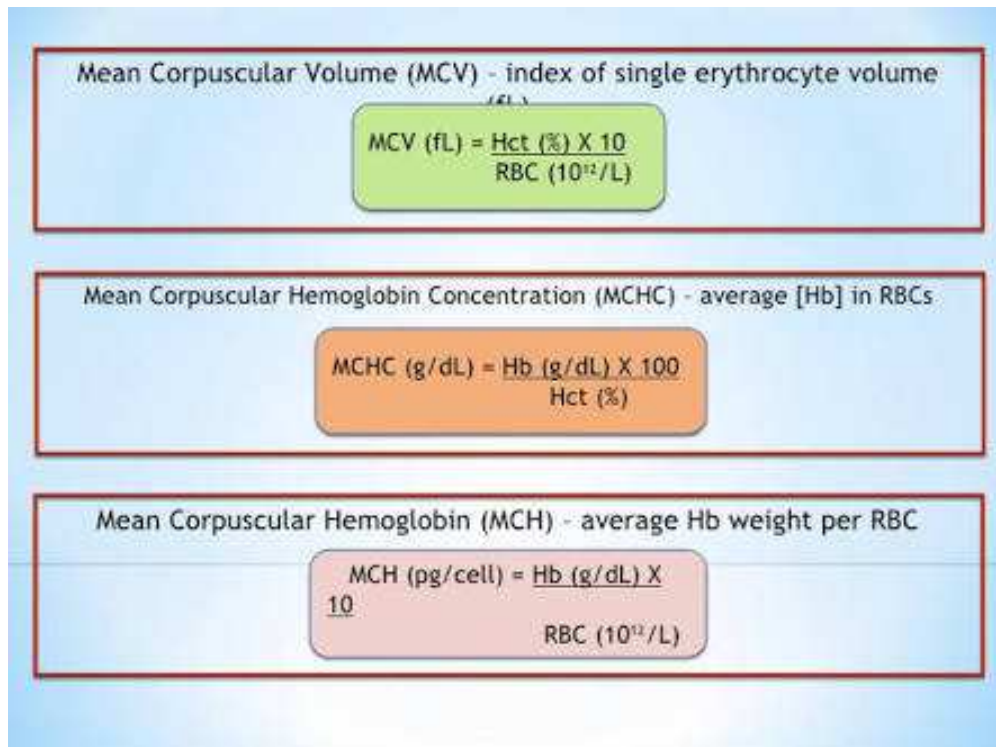 Mean Corpuscular Volume (MCV) - index of single erythrocyte volume
(fL)
MCV (fL) = Hct (%) X 10
RBC (10¹²/L)
Mean Corpuscular Hemoglobin Concentration (MCHC) - average [Hb] in RBCs
MCHC (g/dL) = Hb (g/dL) X 100
Hct (%)
Mean Corpuscular Hemoglobin (MCH) - average Hb weight per RBC
MCH (pg/cell) = Hb (g/dL) X
10
RBC (10¹²/L)